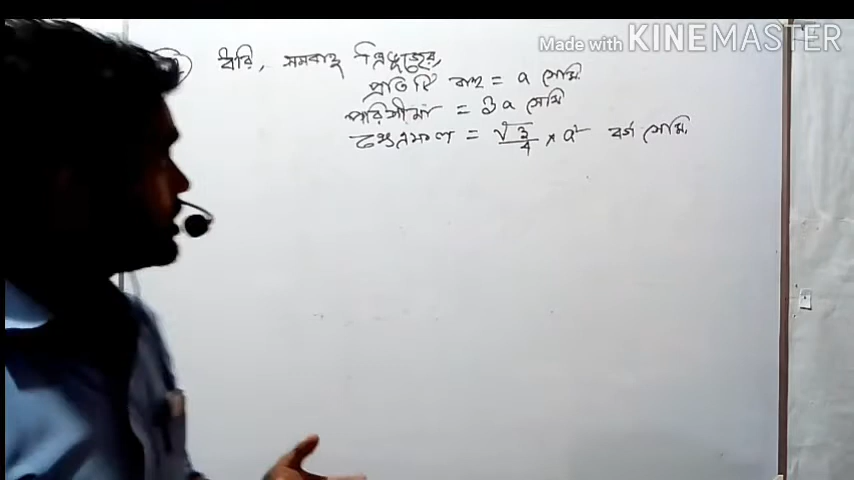 Made with KINEMASTER
ধরি, সমবাহু ত্রিভুজের,
প্রতিটি বাহু = a সেমি
পরিসীমা = 3a সেমি
ক্ষেত্রফল = √3/4 × a² বর্গ সেমি